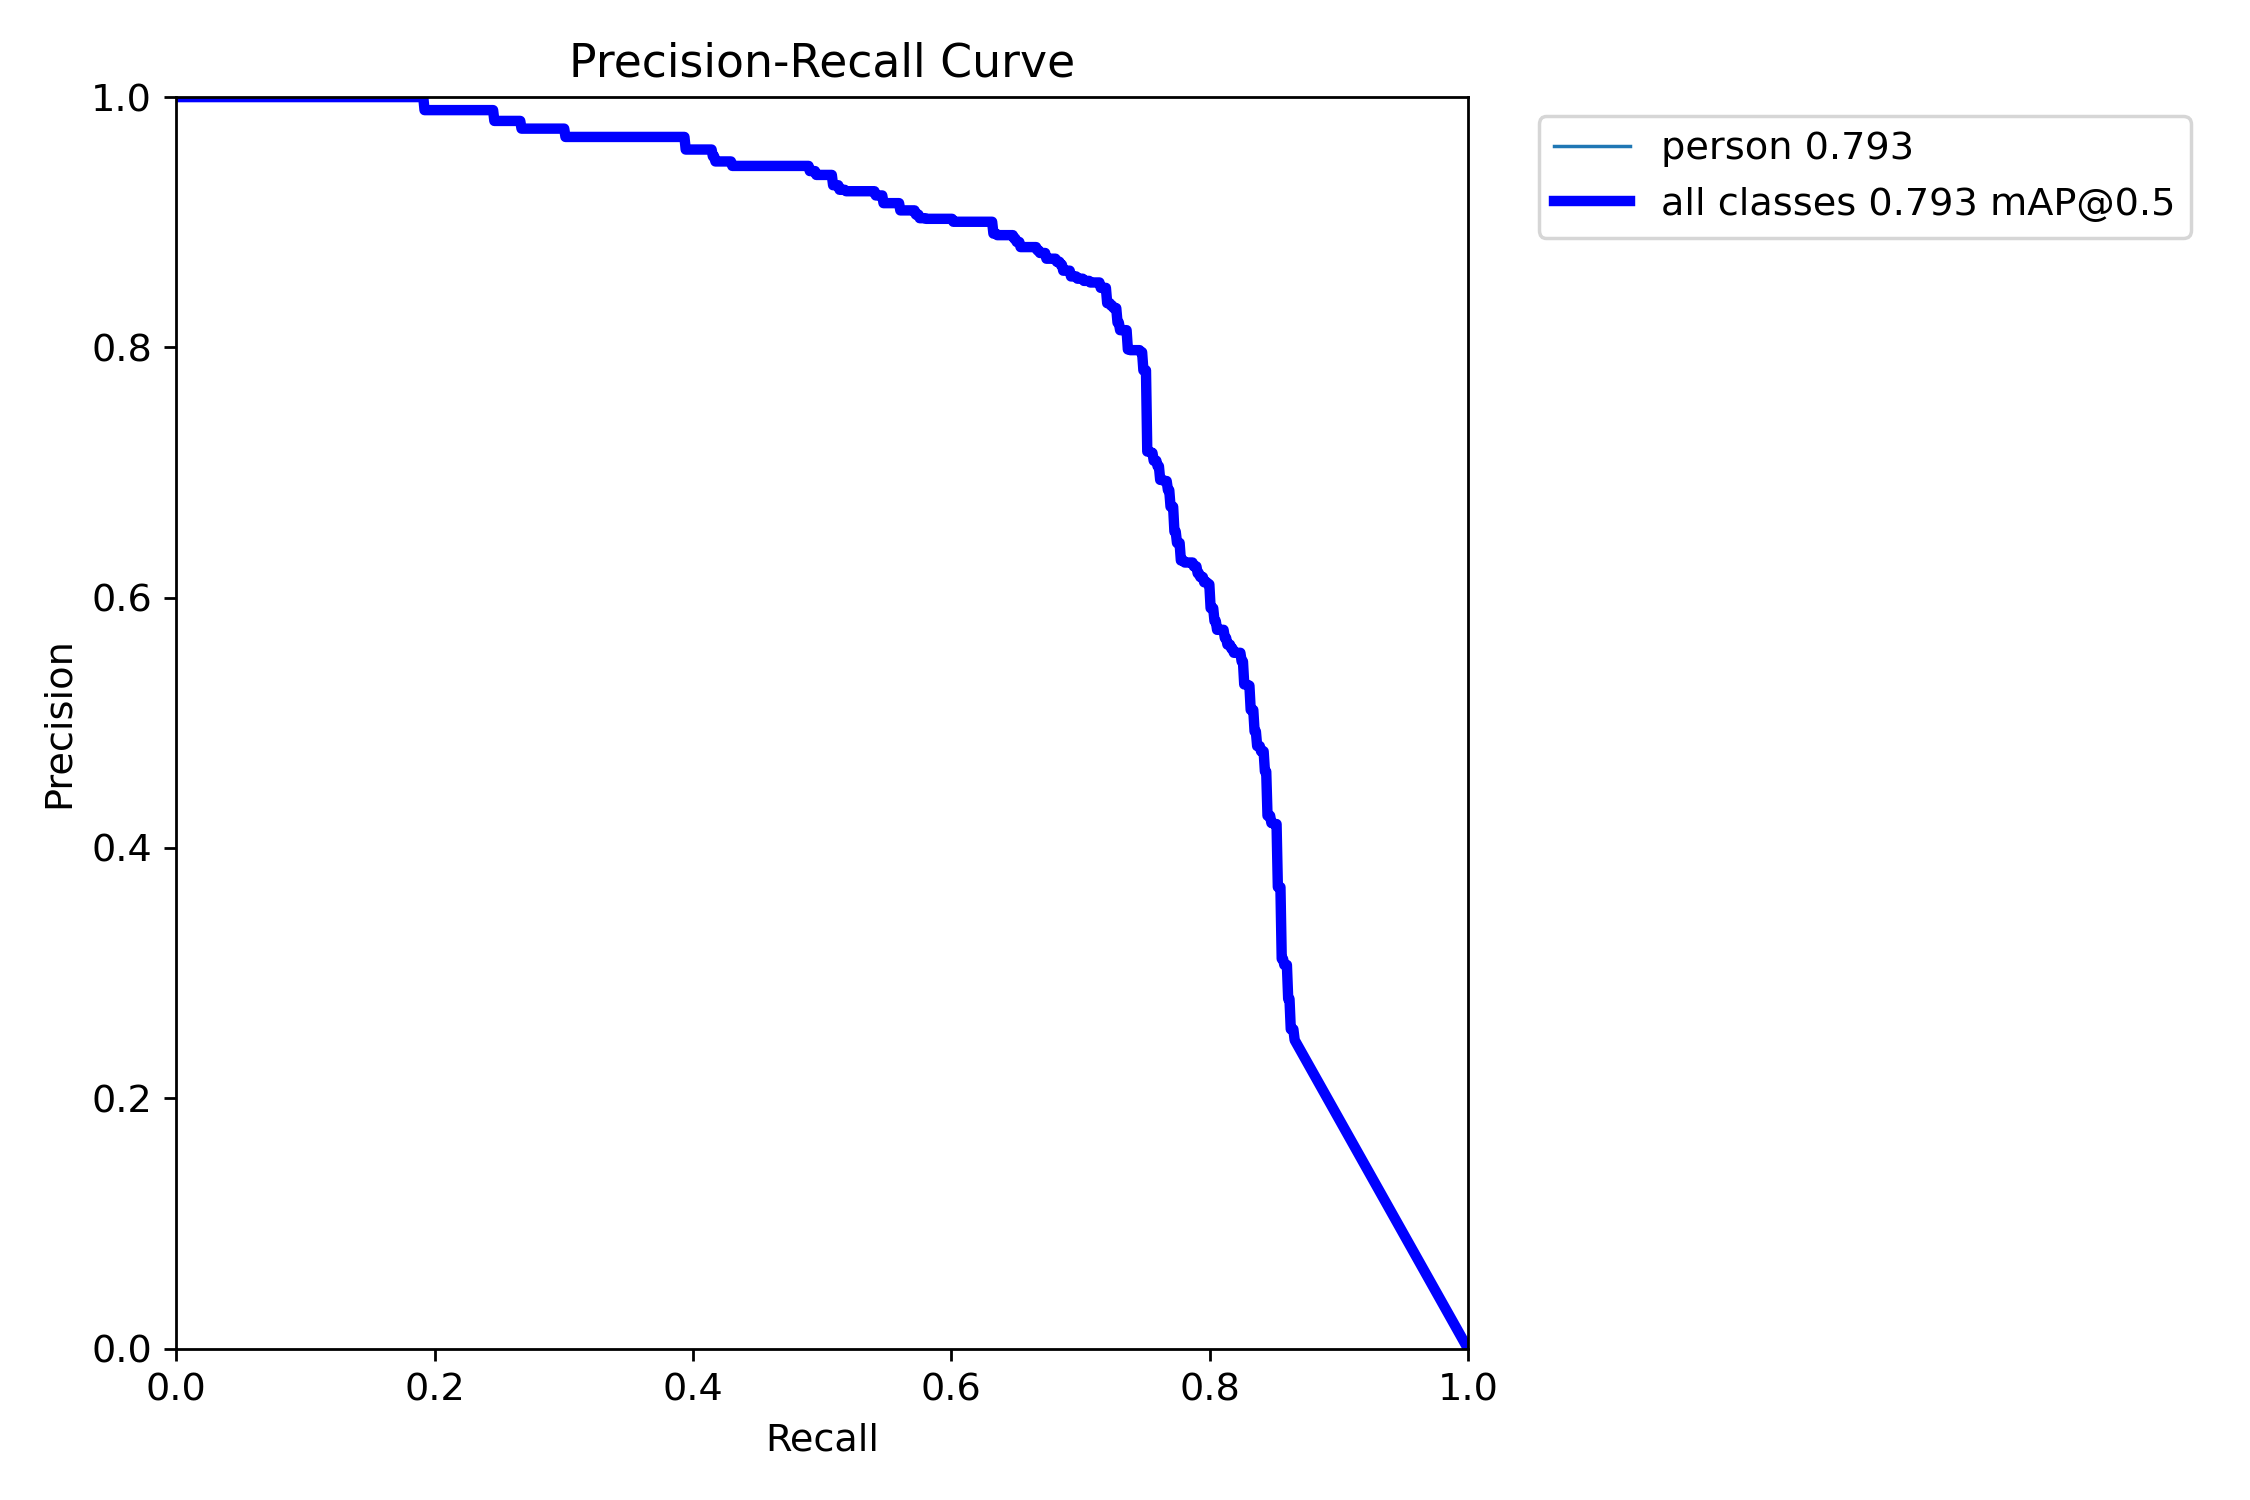 Precision-Recall Curve
1.0
0.8
0.6
0.4
0.2
0.0
Precision
0.0 0.2 0.4 0.6 0.8 1.0
Recall
person 0.793
all classes 0.793 mAP@0.5